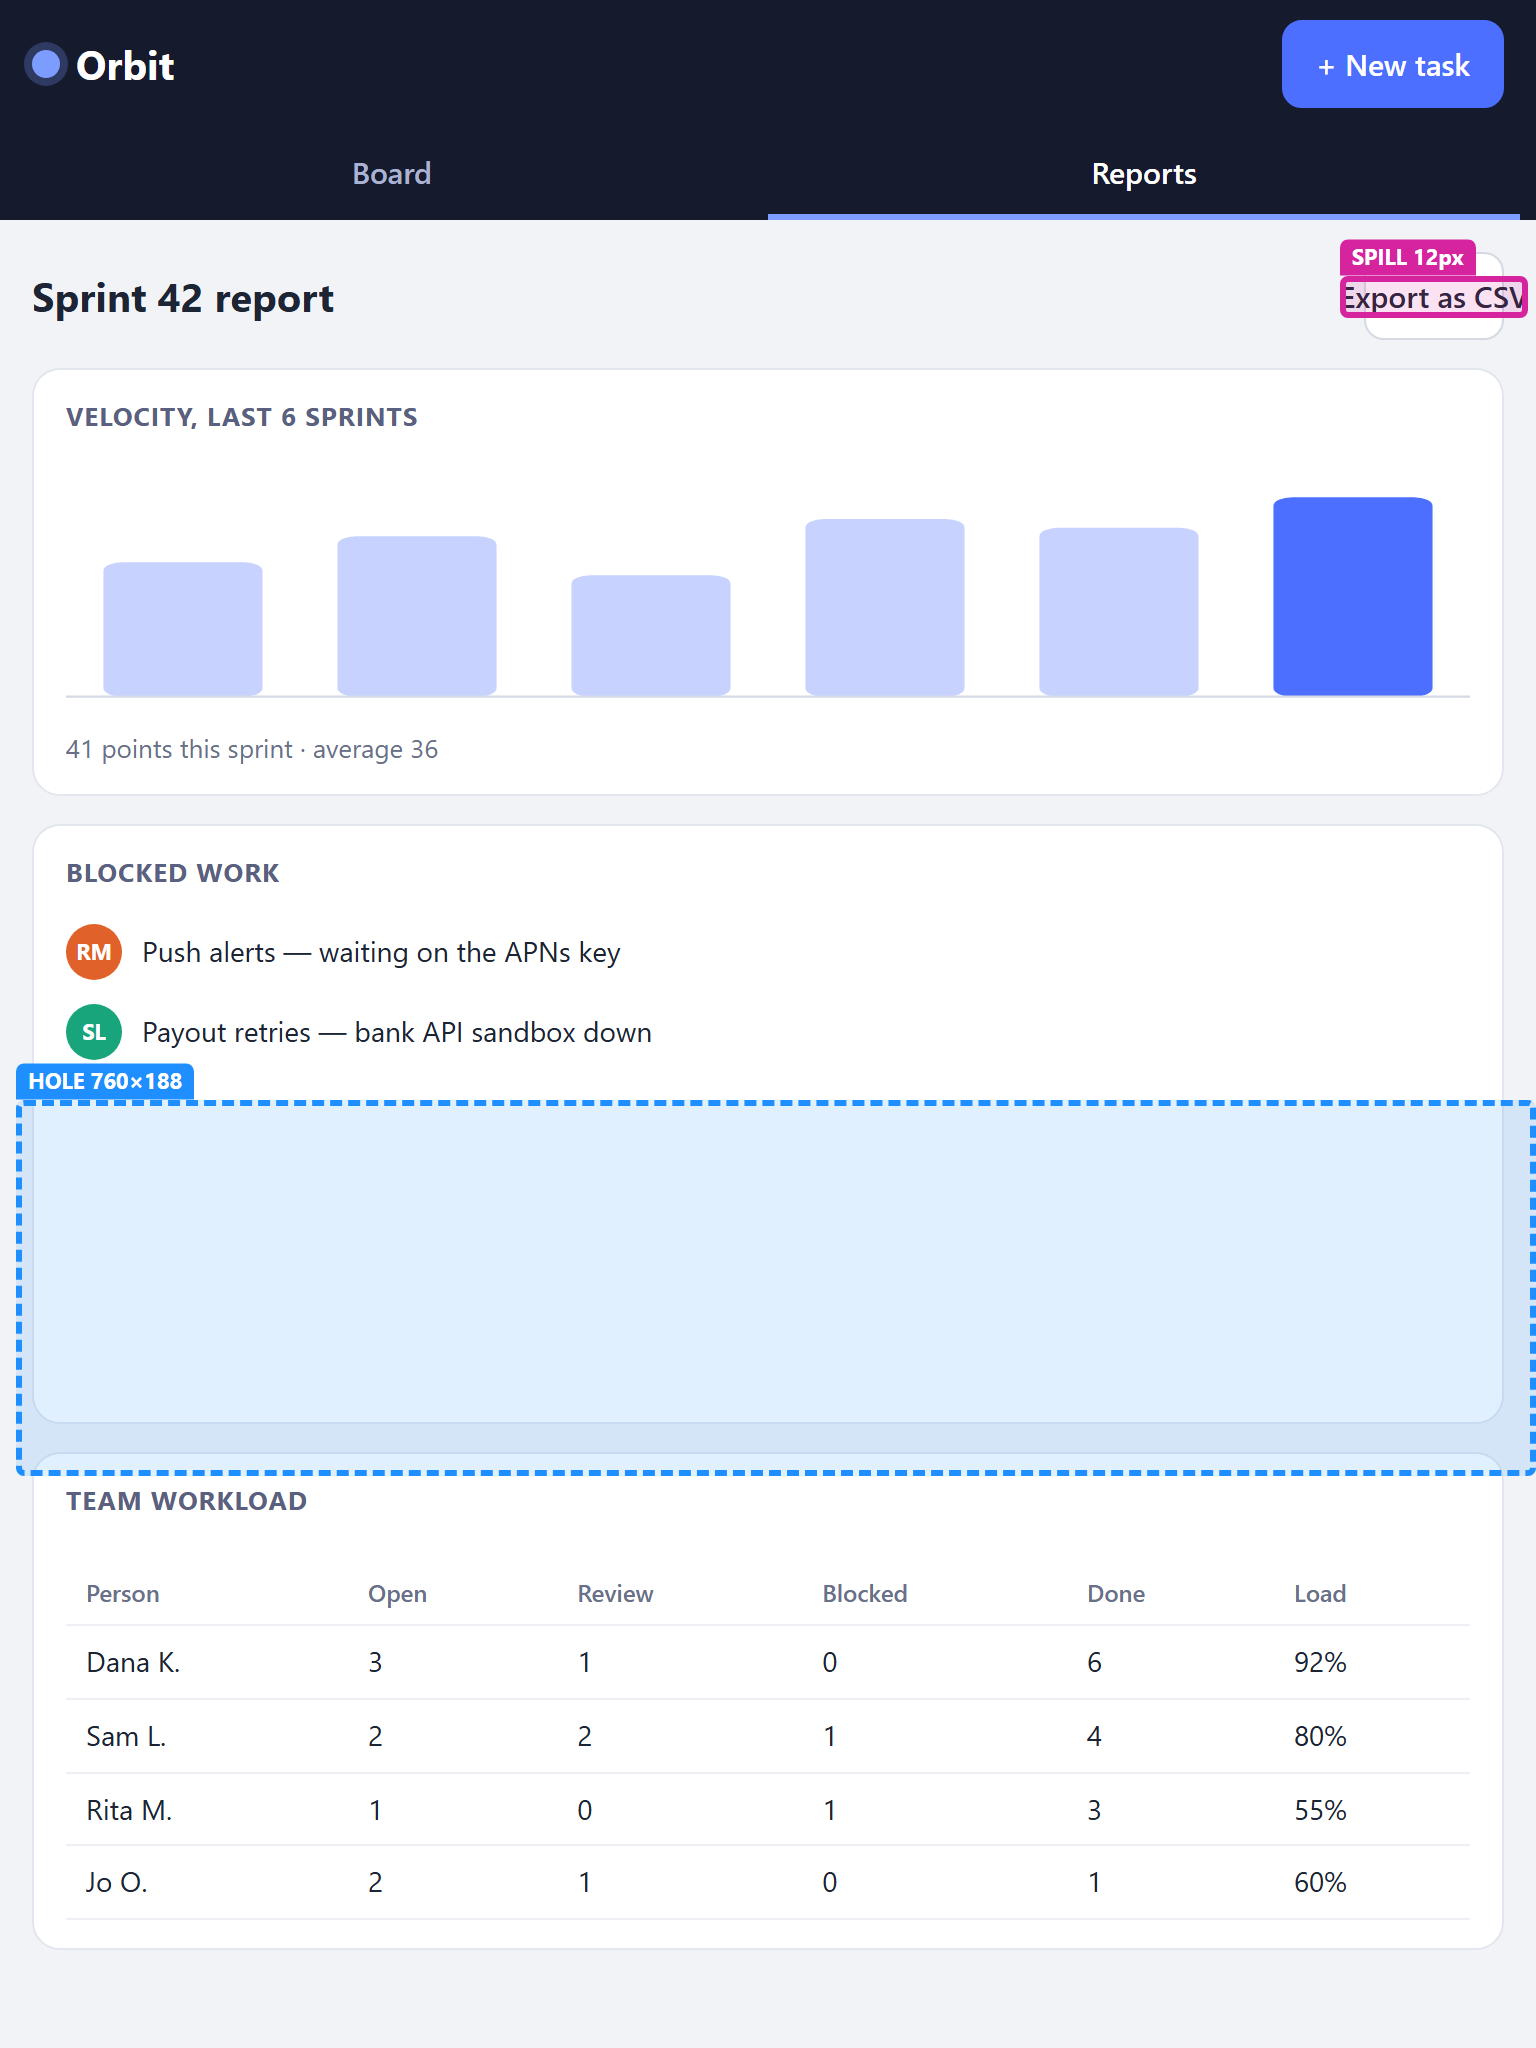 Orbit
+ New task
Board
Reports
SPILL 12px
Sprint 42 report
Export as CSV
VELOCITY, LAST 6 SPRINTS
41 points this sprint · average 36
BLOCKED WORK
RM
Push alerts — waiting on the APNs key
SL
Payout retries — bank API sandbox down
HOLE 760×188
TEAM WORKLOAD
Person Open Review Blocked Done Load
Dana K. 3 1 0 6 92%
Sam L. 2 2 1 4 80%
Rita M. 1 0 1 3 55%
Jo O. 2 1 0 1 60%